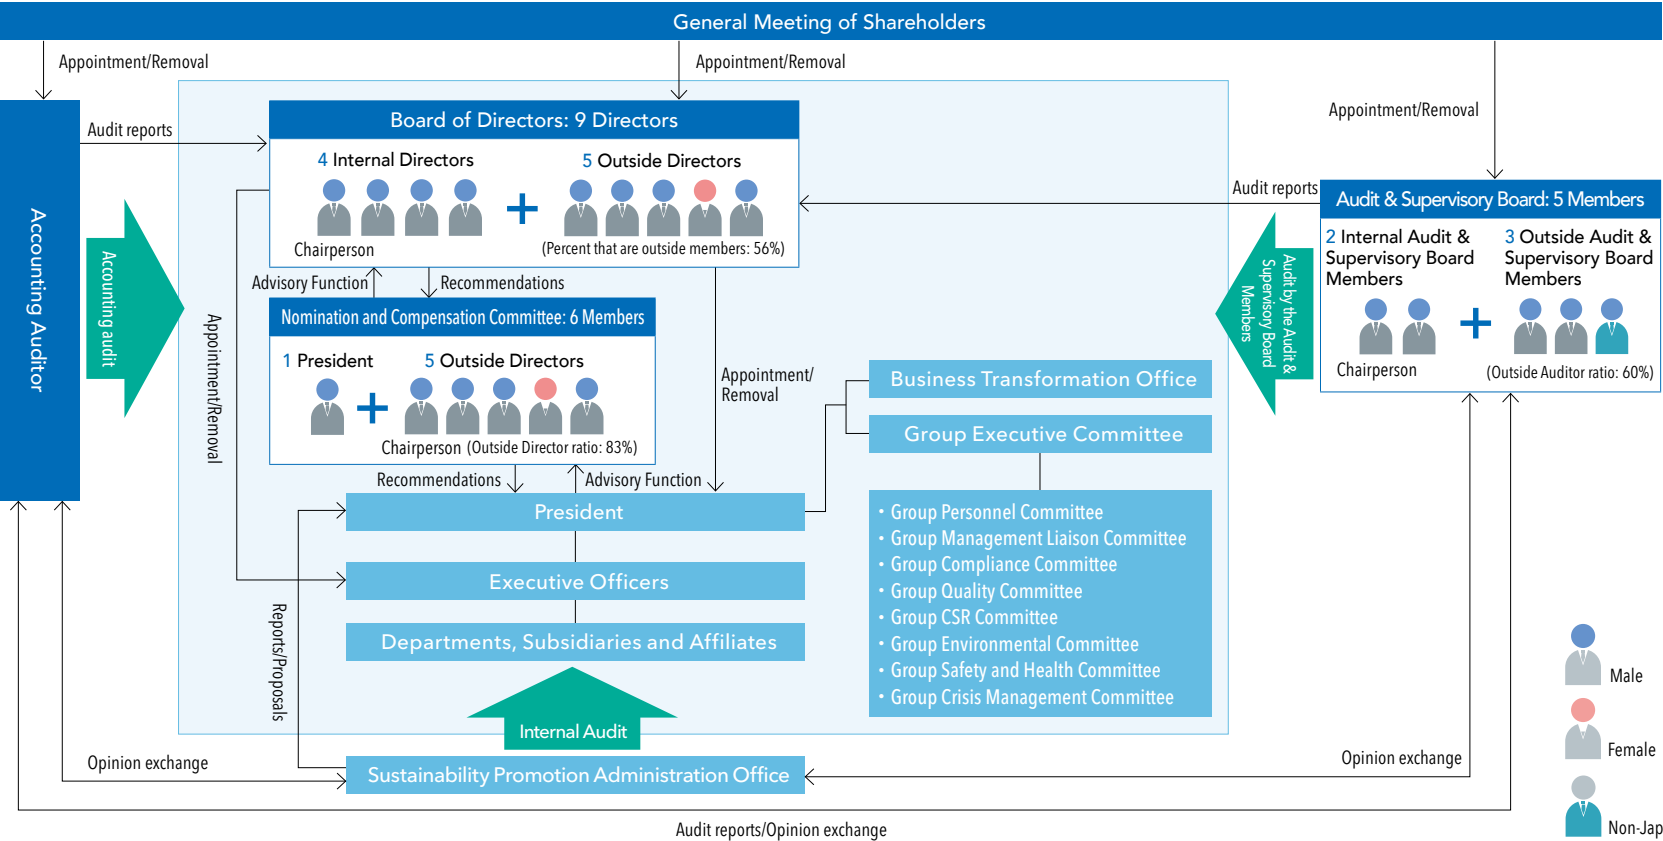 General Meeting of Shareholders
Appointment/Removal
Appointment/Removal
Appointment/Removal
Accounting Auditor
Audit reports
Accounting audit
Board of Directors: 9 Directors
4 Internal Directors
5 Outside Directors
+
Chairperson
(Percent that are outside members: 56%)
Audit reports
Audit & Supervisory Board: 5 Members
2 Internal Audit &
Supervisory Board
Members
3 Outside Audit &
Supervisory Board
Members
+
Chairperson
(Outside Auditor ratio: 60%)
Audit by the Audit &
Supervisory Board
Members
Advisory Function
Recommendations
Appointment/Removal
Nomination and Compensation Committee: 6 Members
1 President
5 Outside Directors
+
Chairperson (Outside Director ratio: 83%)
Appointment/
Removal
Recommendations
Advisory Function
President
Executive Officers
Departments, Subsidiaries and Affiliates
Business Transformation Office
Group Executive Committee
・Group Personnel Committee
・Group Management Liaison Committee
・Group Compliance Committee
・Group Quality Committee
・Group CSR Committee
・Group Environmental Committee
・Group Safety and Health Committee
・Group Crisis Management Committee
Reports/Proposals
Internal Audit
Sustainability Promotion Administration Office
Opinion exchange
Opinion exchange
Audit reports/Opinion exchange
Male
Female
Non-Jap